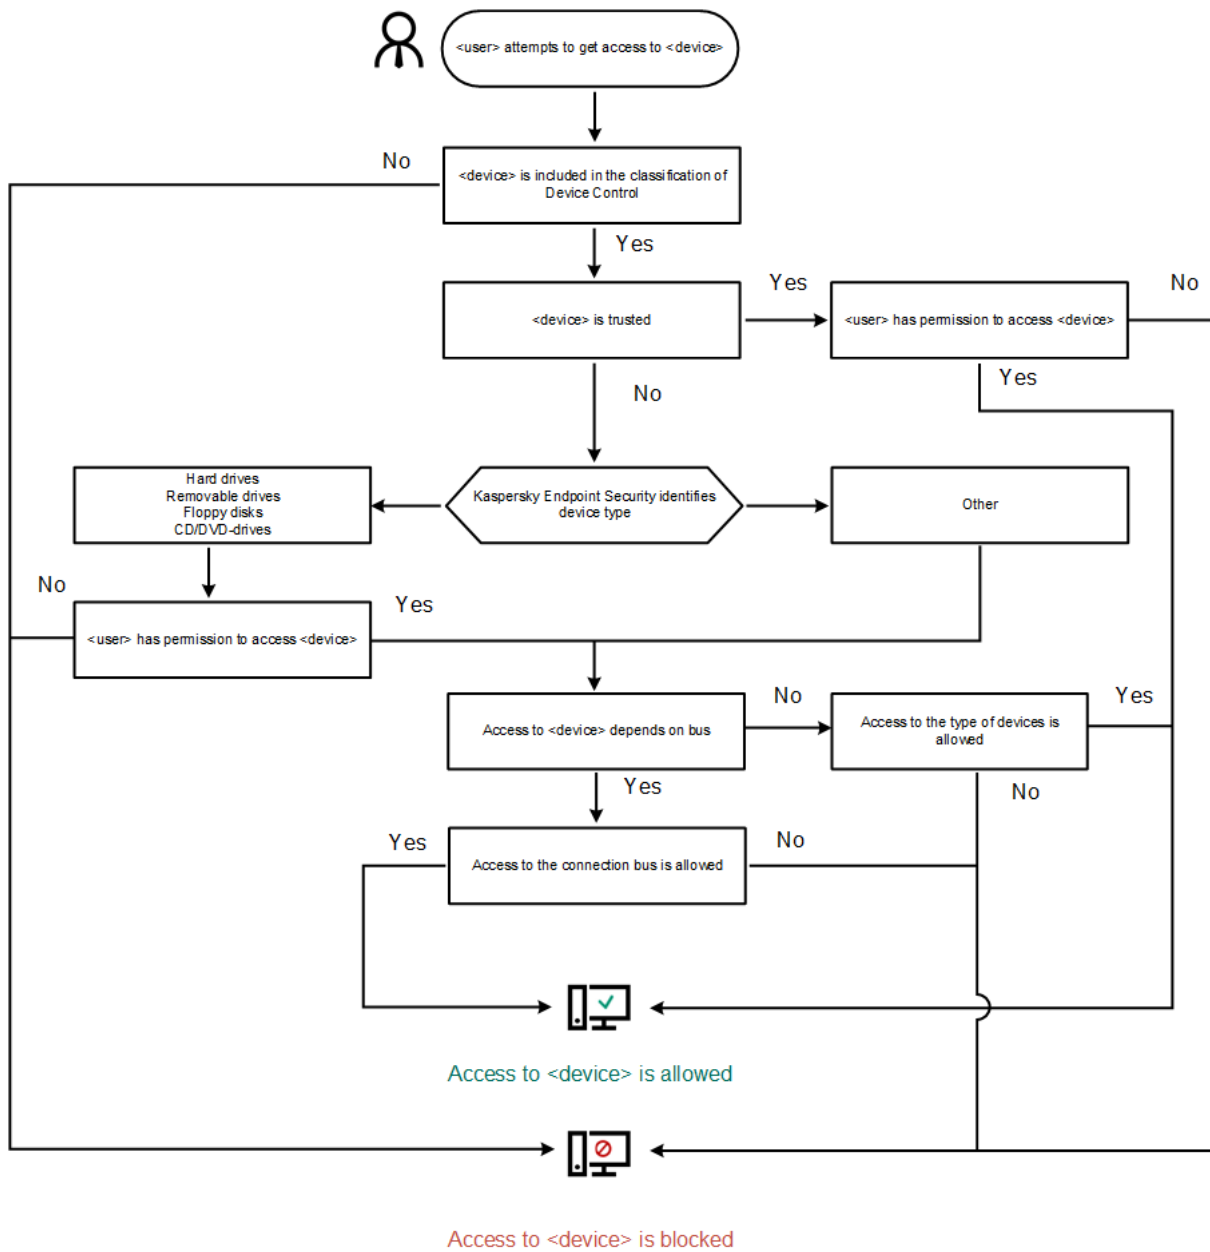 <user> attempts to get access to <device>
No
<device> is included in the classification of
Device Control
Yes
<device> is trusted
Yes
<user> has permission to access <device>
No
Yes
No
Hard drives
Removable drives
Floppy disks
CD/DVD-drives
Kaspersky Endpoint Security identifies
device type
Other
No
<user> has permission to access <device>
Yes
Access to <device> depends on bus
No
Access to the type of devices is
allowed
Yes
Yes
No
Yes
Access to the connection bus is allowed
No
Access to <device> is allowed
Access to <device> is blocked